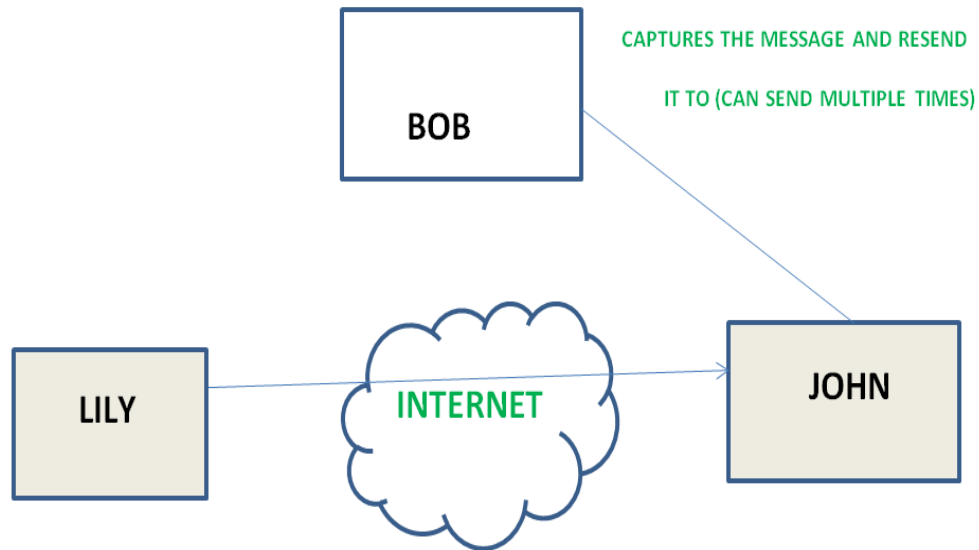 CAPTURES THE MESSAGE AND RESEND
IT TO (CAN SEND MULTIPLE TIMES)
BOB
LILY
INTERNET
JOHN